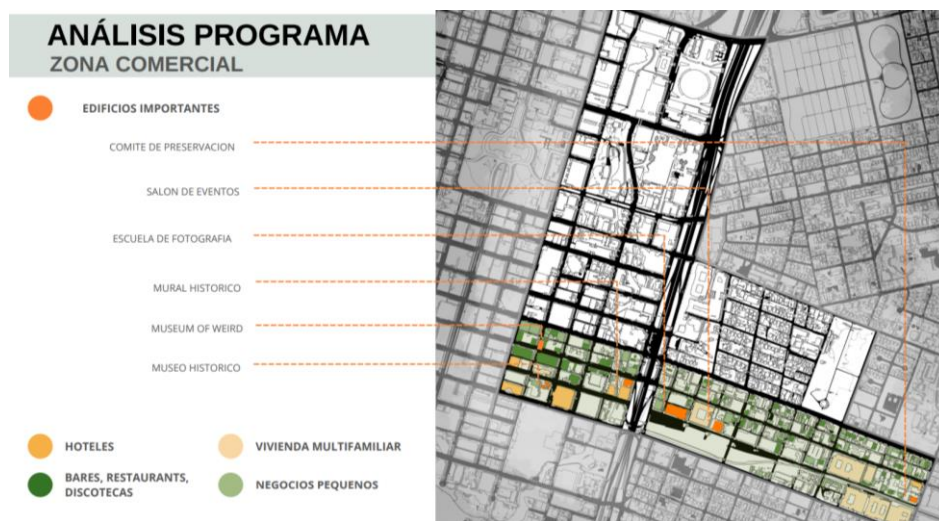 ANÁLISIS PROGRAMA
ZONA COMERCIAL
EDIFICIOS IMPORTANTES
COMITE DE PRESERVACION
SALON DE EVENTOS
ESCUELA DE FOTOGRAFIA
MURAL HISTORICO
MUSEUM OF WEIRD
MUSEO HISTORICO
HOTELES
VIVIENDA MULTIFAMILIAR
BARES, RESTAURANTS,
DISCOTECAS
NEGOCIOS PEQUENOS